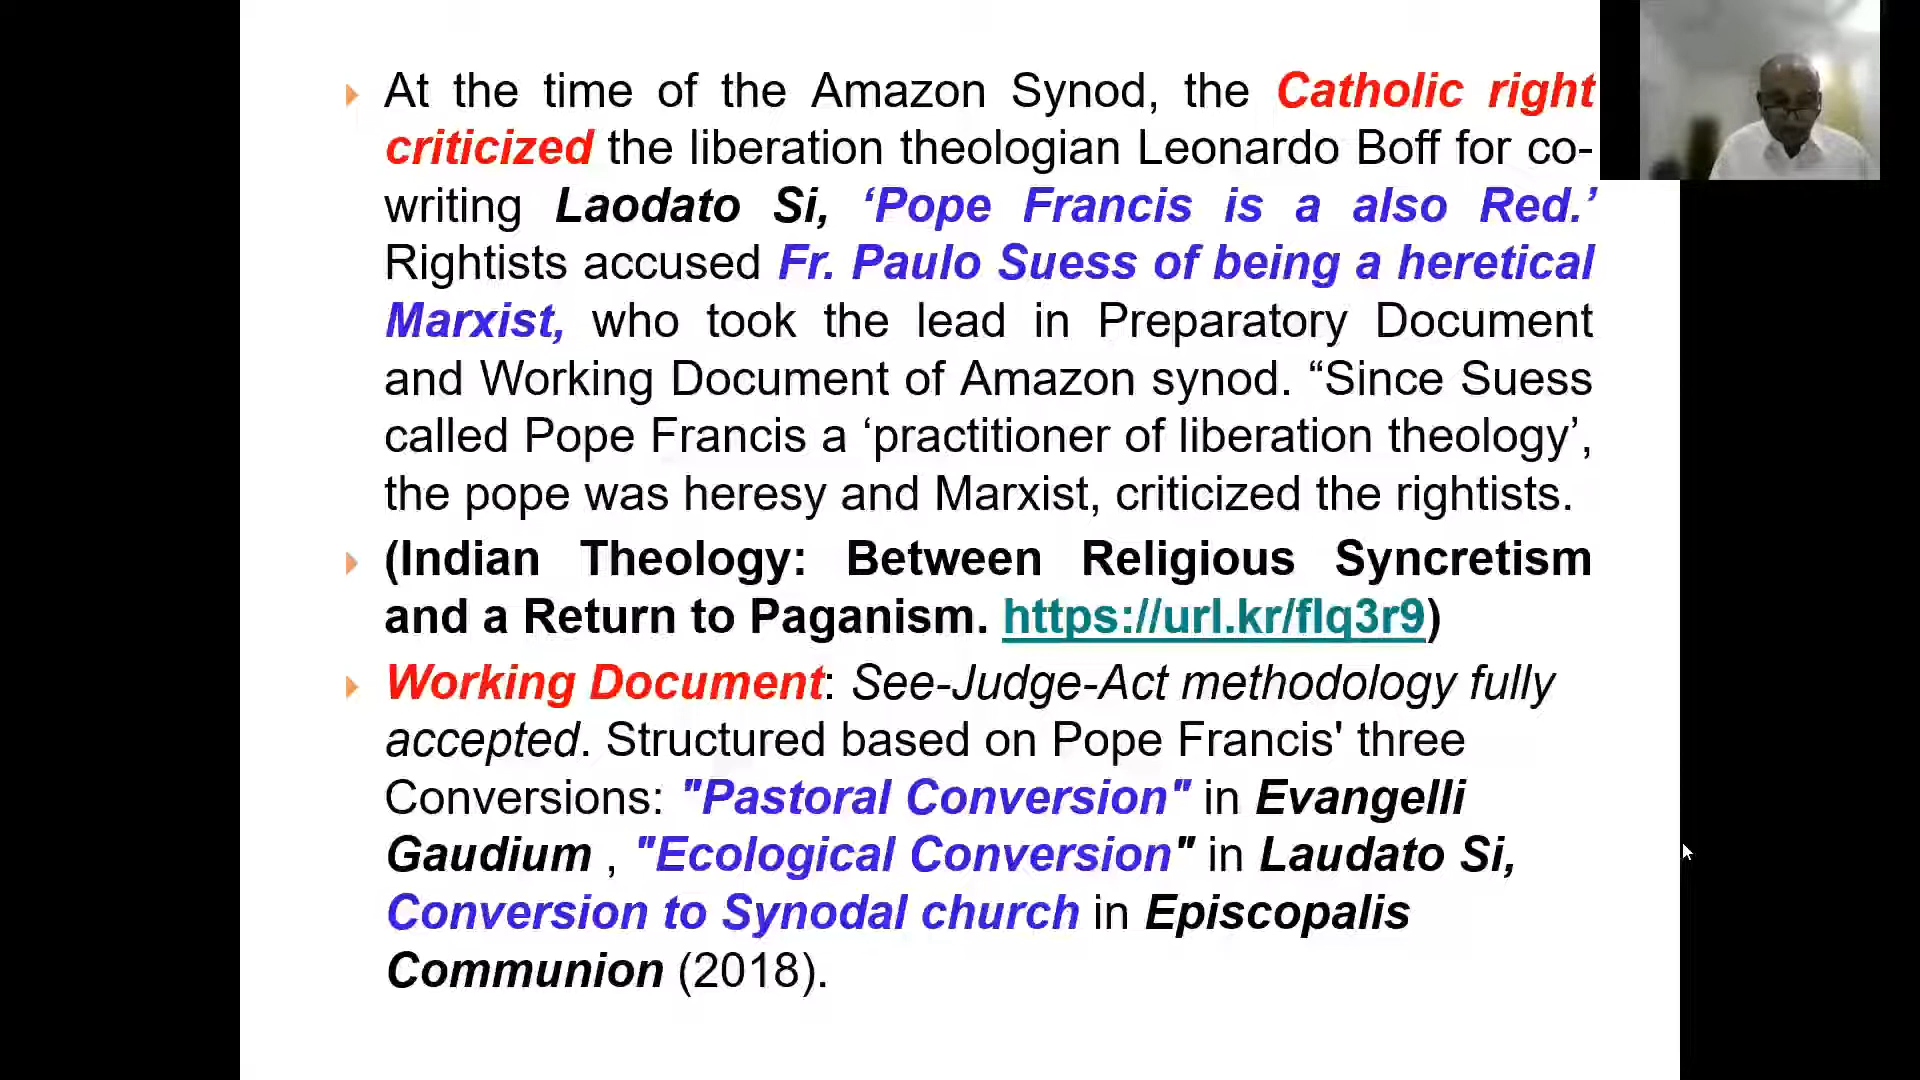 At the time of the Amazon Synod, the Catholic right
criticized the liberation theologian Leonardo Boff for co-
writing Laodato Si, ‘Pope Francis is a also Red.’
Rightists accused Fr. Paulo Suess of being a heretical
Marxist, who took the lead in Preparatory Document
and Working Document of Amazon synod. “Since Suess
called Pope Francis a ‘practitioner of liberation theology’,
the pope was heresy and Marxist, criticized the rightists.
(Indian Theology: Between Religious Syncretism
and a Return to Paganism. https://url.kr/flq3r9)
Working Document: See-Judge-Act methodology fully
accepted. Structured based on Pope Francis' three
Conversions: "Pastoral Conversion" in Evangelli
Gaudium , "Ecological Conversion" in Laudato Si,
Conversion to Synodal church in Episcopalis
Communion (2018).